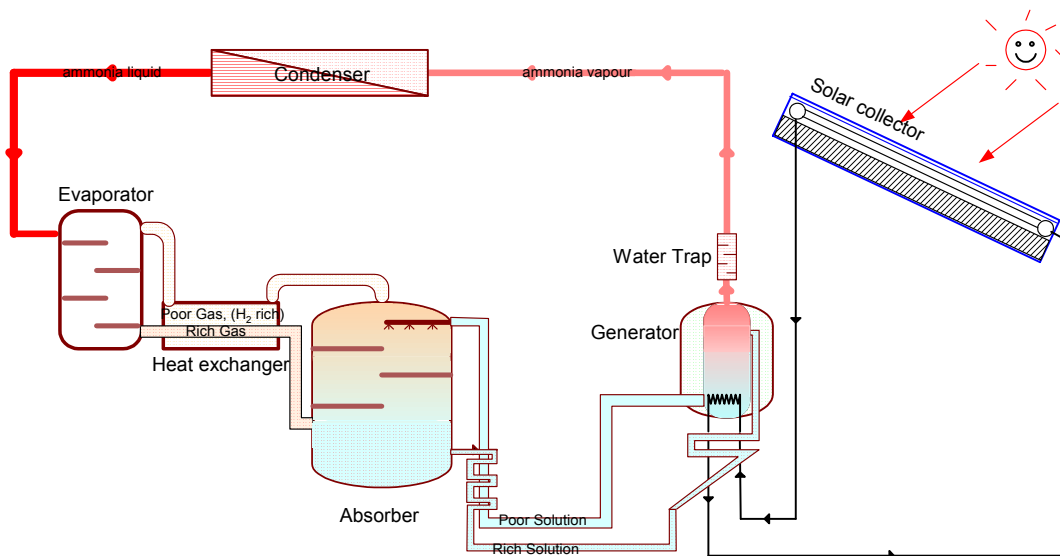 ammonia liquid
Condenser
ammonia vapour
Solar collector
Evaporator
Water Trap
Poor Gas, (H₂ rich)
Rich Gas
Generator
Heat exchanger
Absorber
Poor Solution
Rich Solution